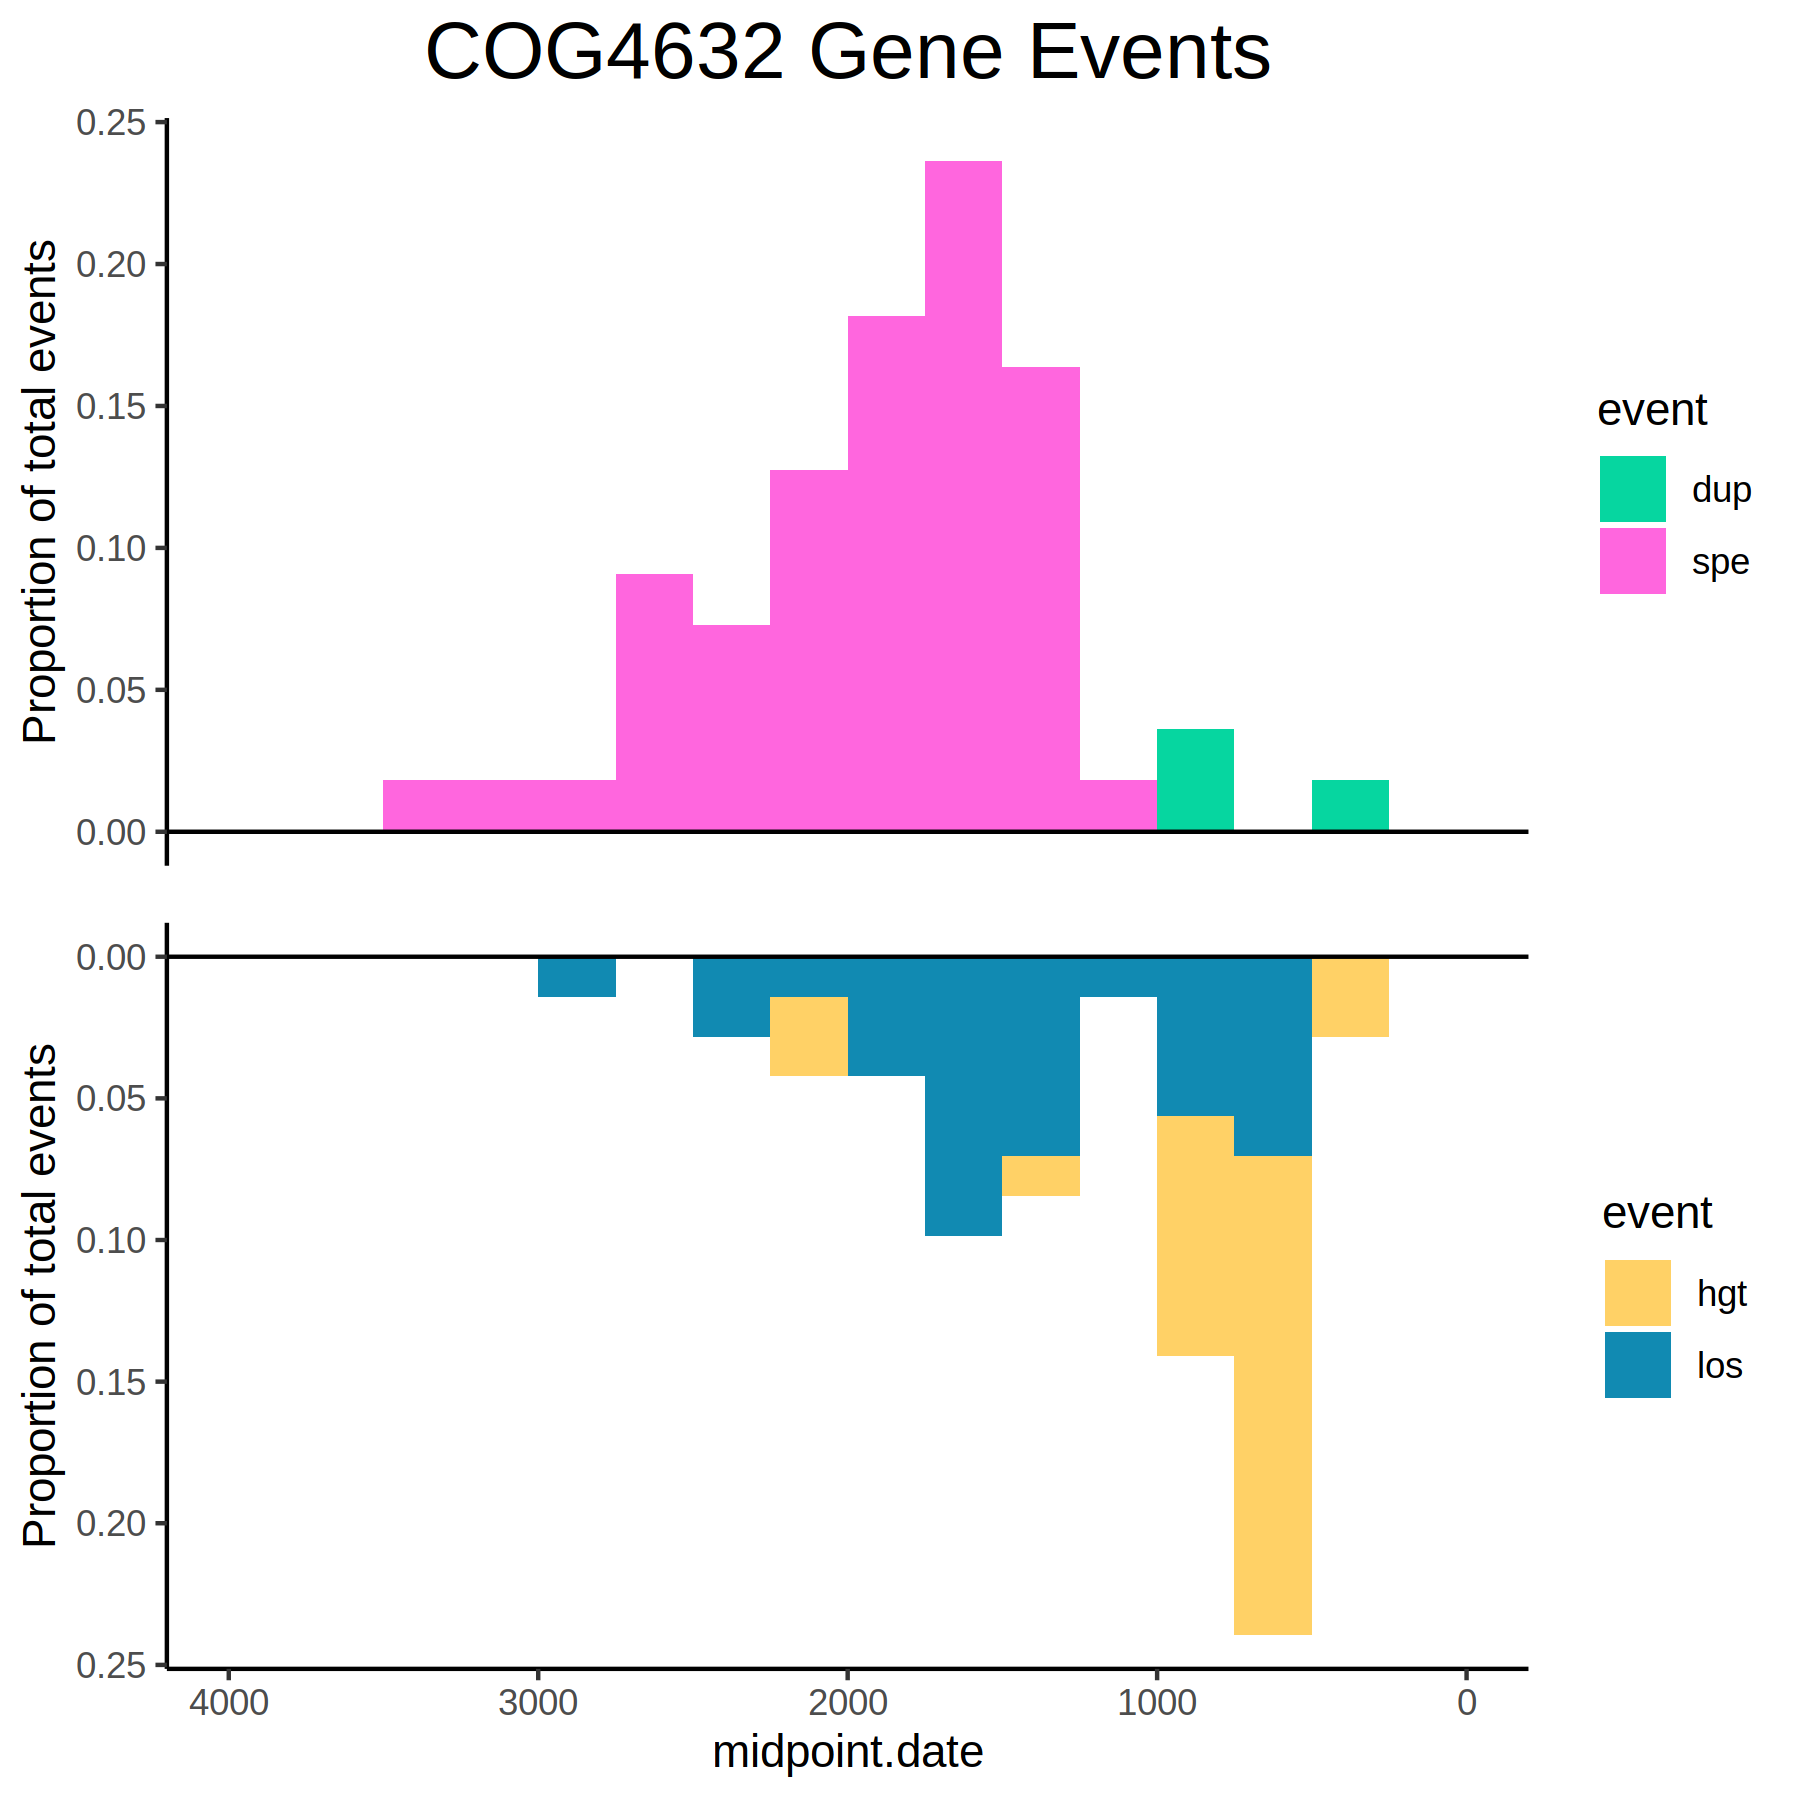 COG4632 Gene Events
Proportion of total events
0.25
0.20
0.15
0.10
0.05
0.00
event
dup
spe
Proportion of total events
0.00
0.05
0.10
0.15
0.20
0.25
event
hgt
los
4000 3000 2000 1000 0
midpoint.date